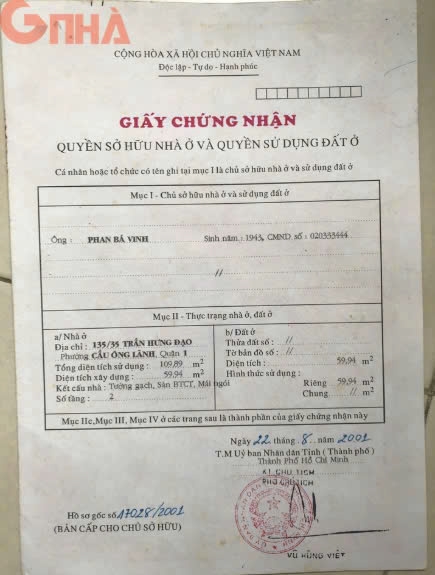 GNHÀ
CỘNG HÒA XÃ HỘI CHỦ NGHĨA VIỆT NAM
Độc lập - Tự do - Hạnh phúc
GIẤY CHỨNG NHẬN
QUYỀN SỞ HỮU NHÀ Ở VÀ QUYỀN SỬ DỤNG ĐẤT Ở
Cá nhân hoặc tổ chức có tên ghi tại mục I là chủ sở hữu nhà ở và sử dụng đất ở
Mục I - Chủ sở hữu nhà ở và sử dụng đất ở
Ông : PHAN BÁ VINH Sinh năm : 1943, CMND số : 020333444
//
Mục II - Thực trạng nhà ở, đất ở
a/ Nhà ở
Địa chỉ : 135/35 TRẦN HƯNG ĐẠO
Phường CẦU ÔNG LÃNH, Quận 1
Tổng diện tích sử dụng : 109,89 m2
Diện tích xây dựng : 59,94 m2
Kết cấu nhà : Tường gạch, Sàn BTCT, Mái ngói
Số tầng : 2
b/ Đất ở
Thửa đất số : //
Tờ bản đồ số : //
Diện tích : 59,94 m2
Hình thức sử dụng :
Riêng 59,94 m2
Chung // m2
Mục IIc, Mục III, Mục IV ở các trang sau là thành phần của giấy chứng nhận này
Ngày 22 tháng 8 năm 2001
T.M Uỷ ban Nhân dân Tỉnh ( Thành phố )
Thành Phố Hồ Chí Minh
KT CHỦ TỊCH
PHÓ CHỦ TỊCH
Hồ sơ gốc số 17028/2001
(BẢN CẤP CHO CHỦ SỞ HỮU)
VŨ HÙNG VIỆT